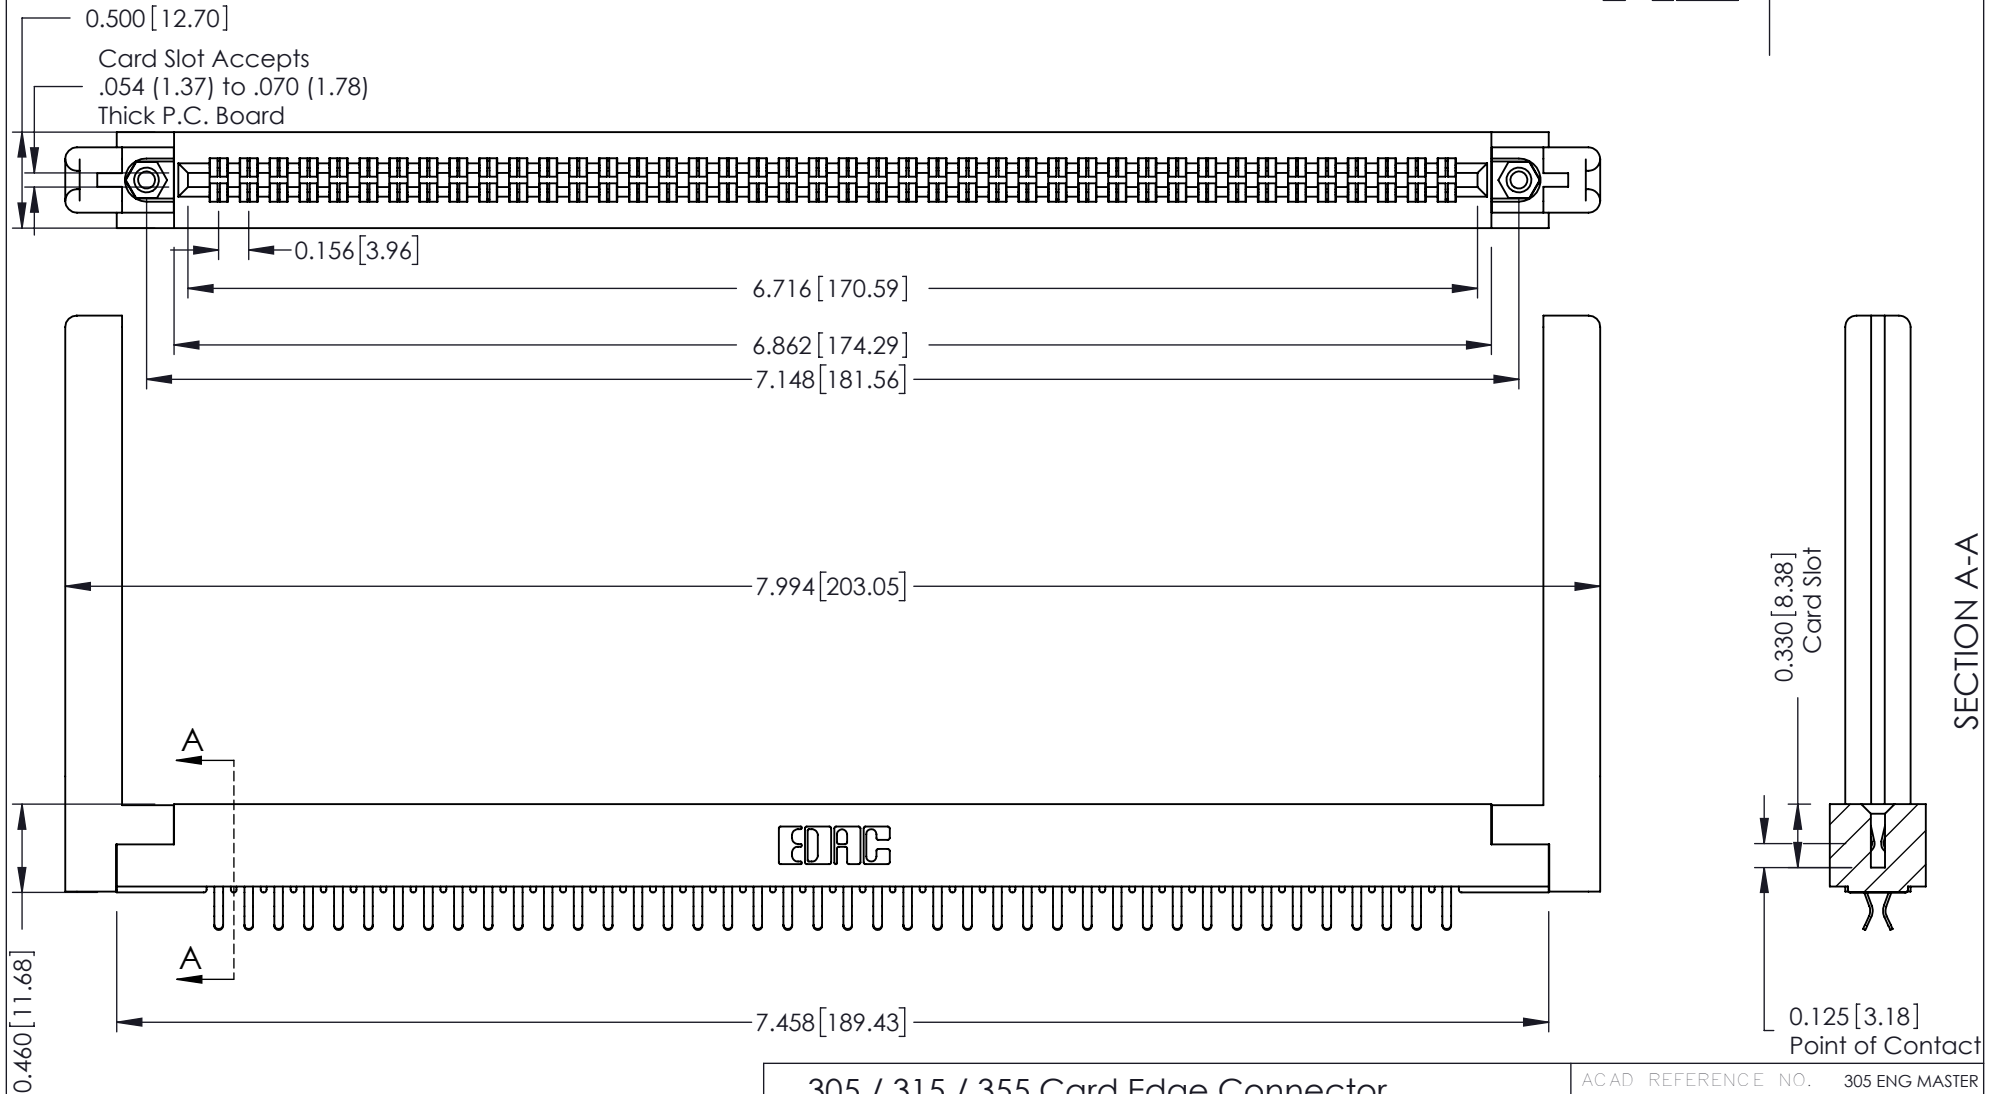 0.500 [12.70]
Card Slot Accepts
.054 (1.37) to .070 (1.78)
Thick P.C. Board
0.156 [3.96]
6.716 [170.59]
6.862 [174.29]
7.148 [181.56]
7.994 [203.05]
0.330 [8.38]
Card Slot
SECTION A-A
A
EDAC
A
0.460 [11.68]
7.458 [189.43]
0.125 [3.18]
Point of Contact
305 / 315 / 355 Card Edge Connector
ACAD REFERENCE NO. 305 ENG MASTER